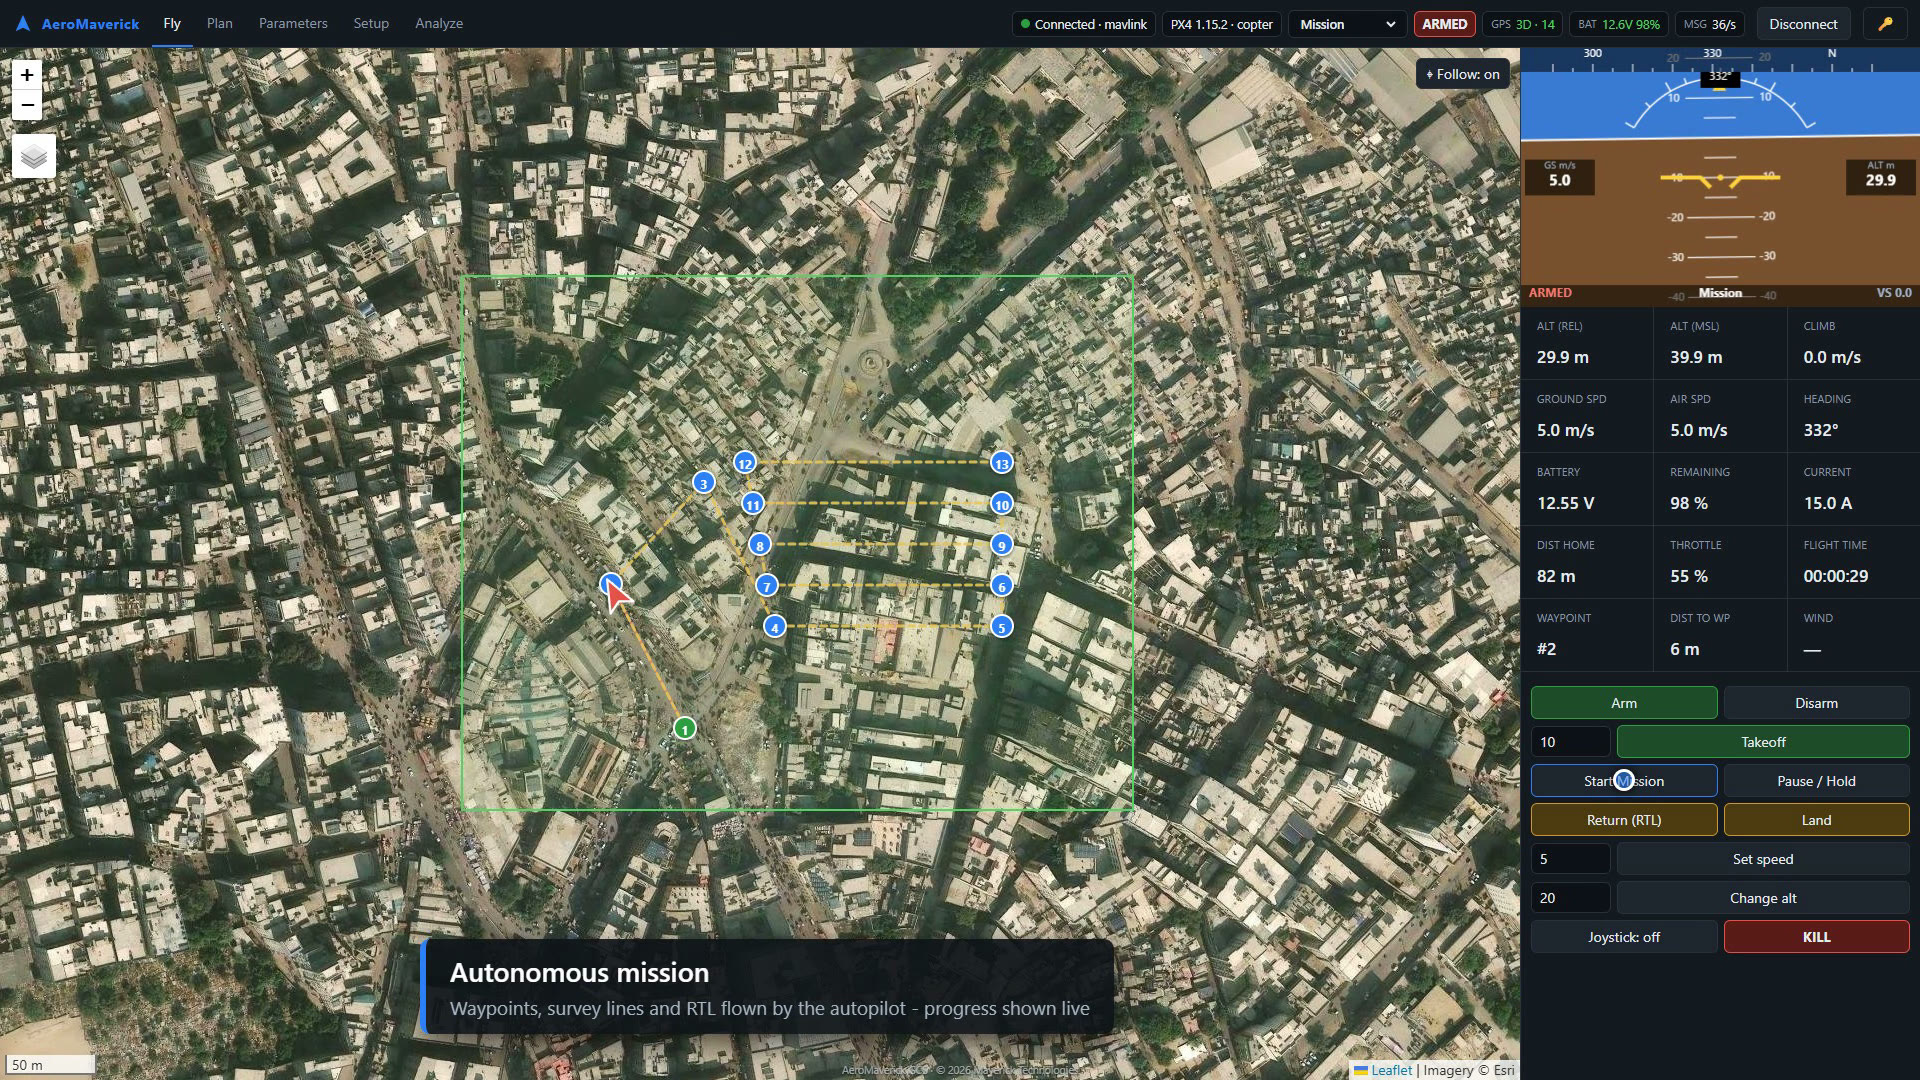 AeroMaverick Fly Plan Parameters Setup Analyze Connected · mavlink PX4 1.15.2 · copter Mission ARMED GPS 3D · 14 BAT 12.6V 98% MSG 36/s Disconnect
+
−
Follow: on
300 330 N
20 20
332°
10 10
GS m/s ALT m
5.0 29.9
-10 -10
-20 -20
-30 -30
-40 -40
ARMED Mission VS 0.0
ALT (REL) ALT (MSL) CLIMB
29.9 m 39.9 m 0.0 m/s
GROUND SPD AIR SPD HEADING
5.0 m/s 5.0 m/s 332°
BATTERY REMAINING CURRENT
12.55 V 98 % 15.0 A
DIST HOME THROTTLE FLIGHT TIME
82 m 55 % 00:00:29
WAYPOINT DIST TO WP WIND
#2 6 m —
Arm Disarm
10 Takeoff
Start Mission Pause / Hold
Return (RTL) Land
5 Set speed
20 Change alt
Joystick: off KILL
12 13
3
11 10
8 9
7 6
4 5
1
Autonomous mission
Waypoints, survey lines and RTL flown by the autopilot - progress shown live
50 m
© 2026
Leaflet | Imagery © Esri